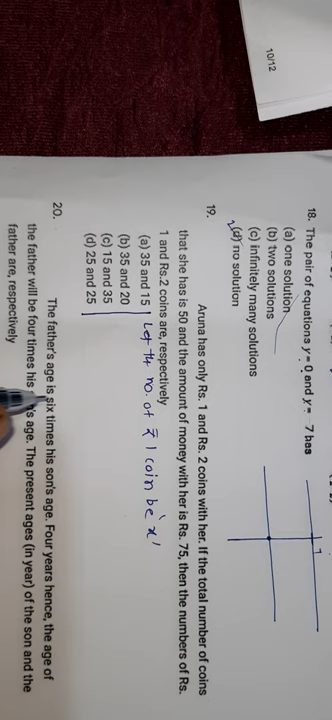 10/12
18. The pair of equations y = 0 and y = 7 has
(a) one solution
(b) two solutions
(c) infinitely many solutions
(d) no solution
19. Aruna has only Rs. 1 and Rs. 2 coins with her. If the total number of coins
that she has is 50 and the amount of money with her is Rs. 75, then the numbers of Rs.
1 and Rs.2 coins are, respectively
(a) 35 and 15
(b) 35 and 20
(c) 15 and 35
(d) 25 and 25
Let th no. of ₹ 1 coin be 'x'
20. The father's age is six times his son's age. Four years hence, the age of
the father will be four times his age. The present ages (in year) of the son and the
father are, respectively